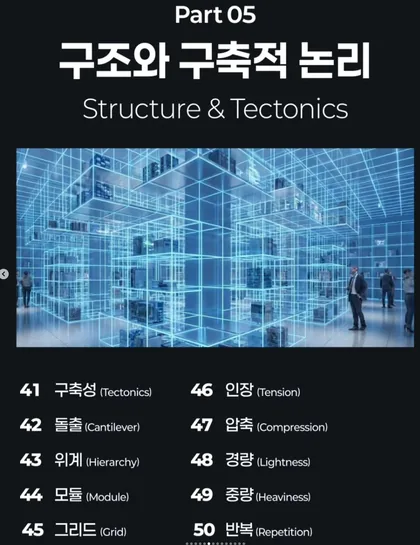 Part 05
구조와 구축적 논리
Structure & Tectonics
41 구축성 (Tectonics)
42 돌출 (Cantilever)
43 위계 (Hierarchy)
44 모듈 (Module)
45 그리드 (Grid)
46 인장 (Tension)
47 압축 (Compression)
48 경량 (Lightness)
49 중량 (Heaviness)
50 반복 (Repetition)